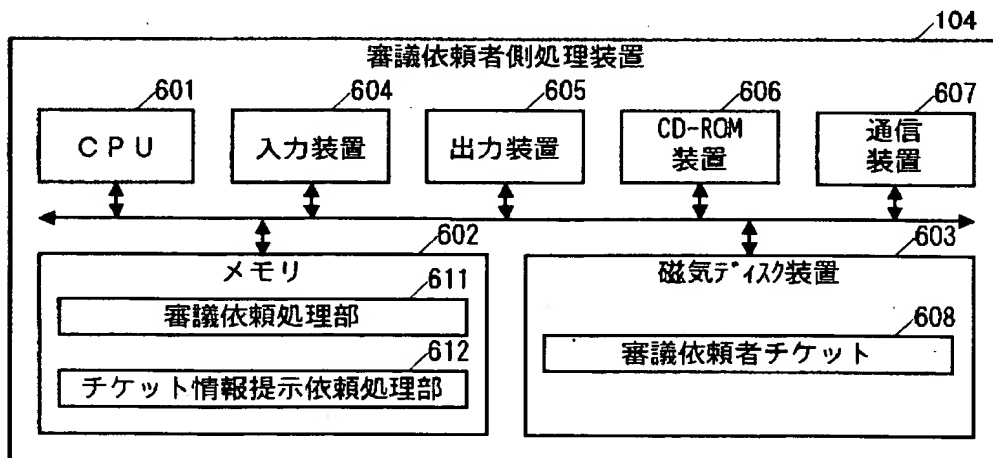 104
審議依頼者側処理装置
601
604
605
606
607
CPU
入力装置
出力装置
CD-ROM
装置
通信
装置
602
603
メモリ
磁気ディスク装置
611
審議依頼処理部
608
審議依頼者チケット
612
チケット情報提示依頼処理部